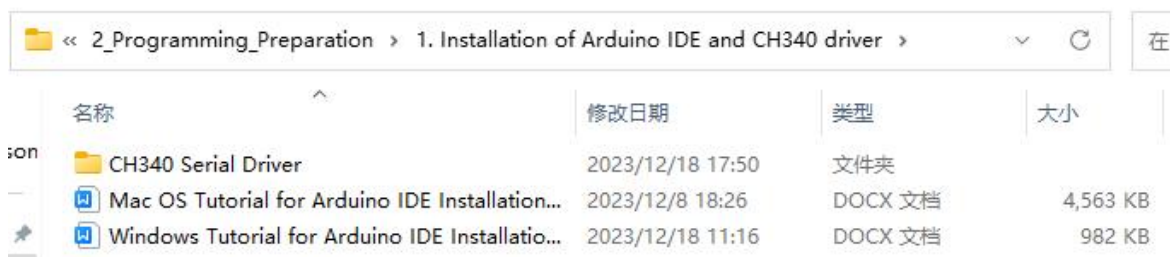 « 2_Programming_Preparation › 1. Installation of Arduino IDE and CH340 driver › 在
名称 修改日期 类型 大小
son
CH340 Serial Driver 2023/12/18 17:50 文件夹
Mac OS Tutorial for Arduino IDE Installation... 2023/12/8 18:26 DOCX 文档 4,563 KB
Windows Tutorial for Arduino IDE Installatio... 2023/12/18 11:16 DOCX 文档 982 KB